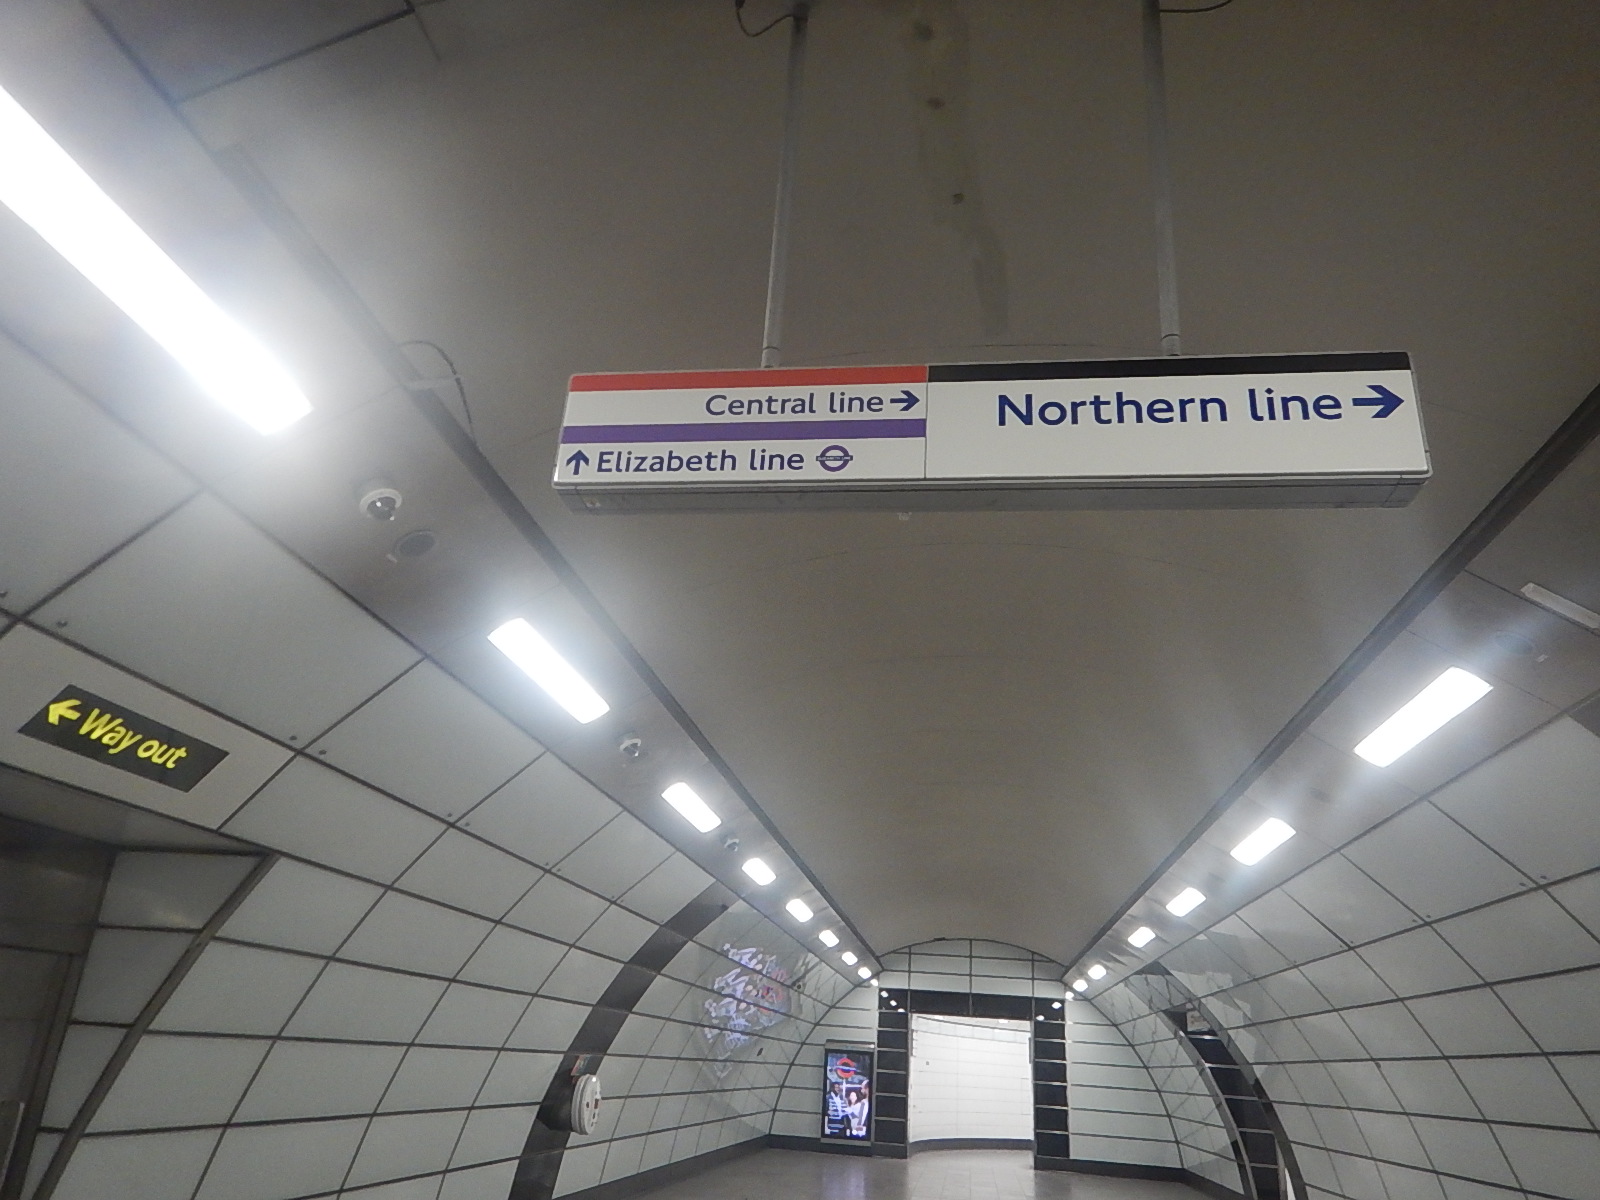 Central line →
↑ Elizabeth line
Northern line →
← Way out